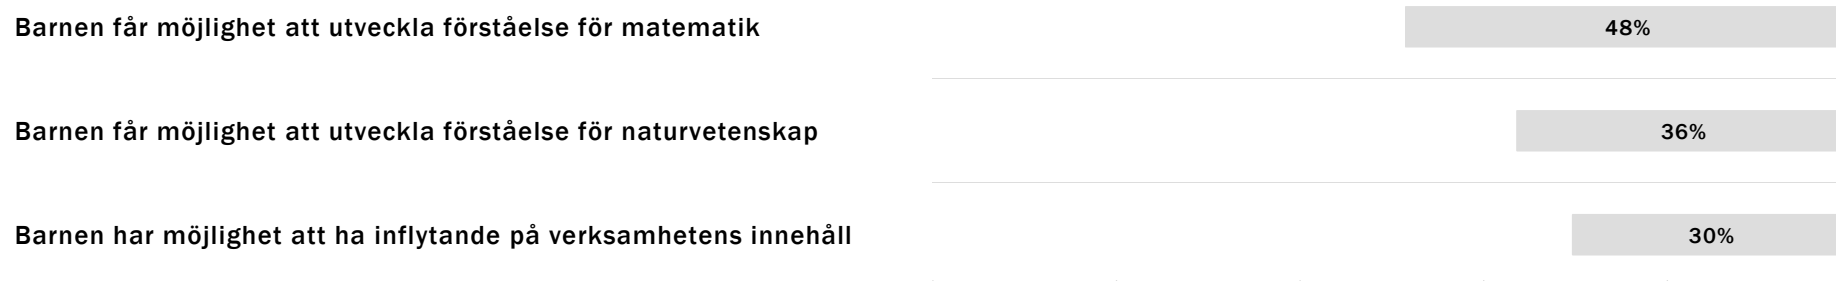 Barnen får möjlighet att utveckla förståelse för matematik 48%
Barnen får möjlighet att utveckla förståelse för naturvetenskap 36%
Barnen har möjlighet att ha inflytande på verksamhetens innehåll 30%